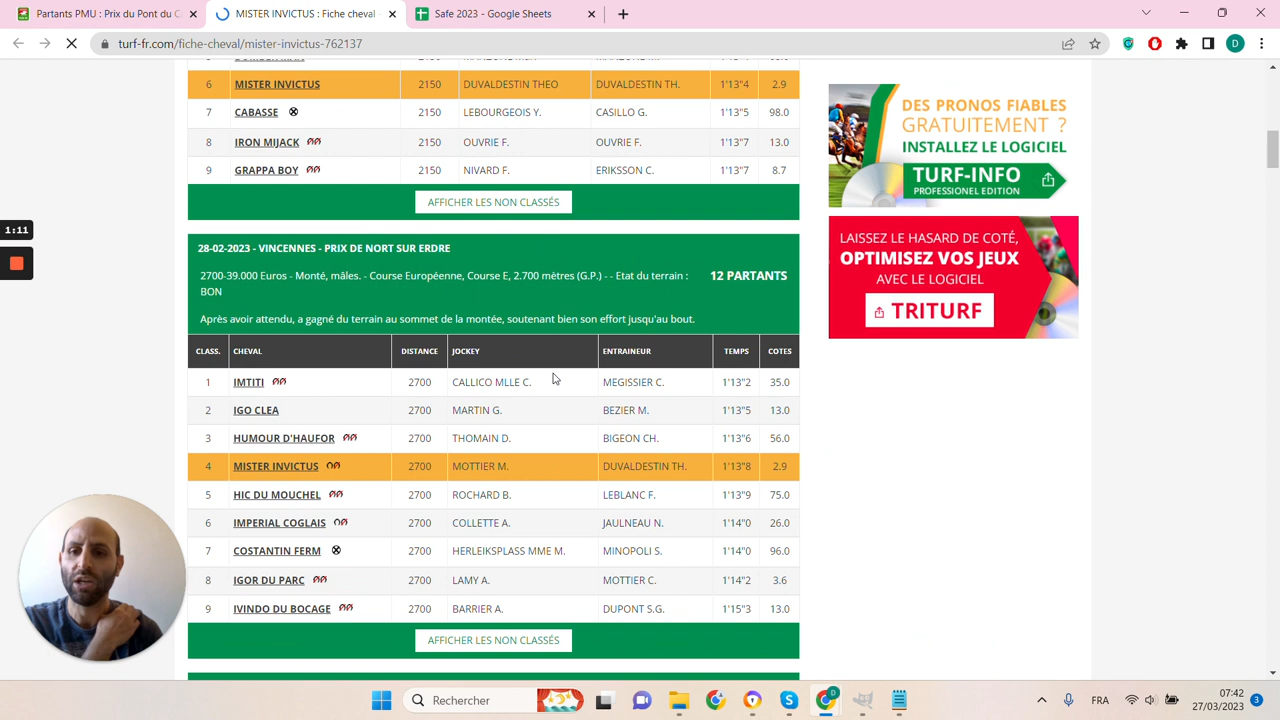 Partants PMU : Prix du Pont du C
MISTER INVICTUS : Fiche cheval -
Safe 2023 - Google Sheets
turf-fr.com/fiche-cheval/mister-invictus-762137
D
6 MISTER INVICTUS 2150 DUVALDESTIN THEO DUVALDESTIN TH. 1'13"4 2.9
7 CABASSE 2150 LEBOURGEOIS Y. CASILLO G. 1'13"5 98.0
8 IRON MIJACK 2150 OUVRIE F. OUVRIE F. 1'13"7 13.0
9 GRAPPA BOY 2150 NIVARD F. ERIKSSON C. 1'13"7 8.7
AFFICHER LES NON CLASSÉS
28-02-2023 - VINCENNES - PRIX DE NORT SUR ERDRE
2700-39.000 Euros - Monté, mâles. - Course Européenne, Course E, 2.700 mètres (G.P.) - - Etat du terrain :
BON
12 PARTANTS
Après avoir attendu, a gagné du terrain au sommet de la montée, soutenant bien son effort jusqu'au bout.
CLASS. CHEVAL DISTANCE JOCKEY ENTRAINEUR TEMPS COTES
1 IMTITI 2700 CALLICO MLLE C. MEGISSIER C. 1'13"2 35.0
2 IGO CLEA 2700 MARTIN G. BEZIER M. 1'13"5 13.0
3 HUMOUR D'HAUFOR 2700 THOMAIN D. BIGEON CH. 1'13"6 56.0
4 MISTER INVICTUS 2700 MOTTIER M. DUVALDESTIN TH. 1'13"8 2.9
5 HIC DU MOUCHEL 2700 ROCHARD B. LEBLANC F. 1'13"9 75.0
6 IMPERIAL COGLAIS 2700 COLLETTE A. JAULNEAU N. 1'14"0 26.0
7 COSTANTIN FERM 2700 HERLEIKSPLASS MME M. MINOPOLI S. 1'14"0 96.0
8 IGOR DU PARC 2700 LAMY A. MOTTIER C. 1'14"2 3.6
9 IVINDO DU BOCAGE 2700 BARRIER A. DUPONT S.G. 1'15"3 13.0
AFFICHER LES NON CLASSÉS
DES PRONOS FIABLES
GRATUITEMENT ?
INSTALLEZ LE LOGICIEL
TURF-INFO
PROFESSIONEL EDITION
LAISSEZ LE HASARD DE COTÉ,
OPTIMISEZ VOS JEUX
AVEC LE LOGICIEL
TRITURF
1:11
Rechercher
FRA
07:42
27/03/2023
3